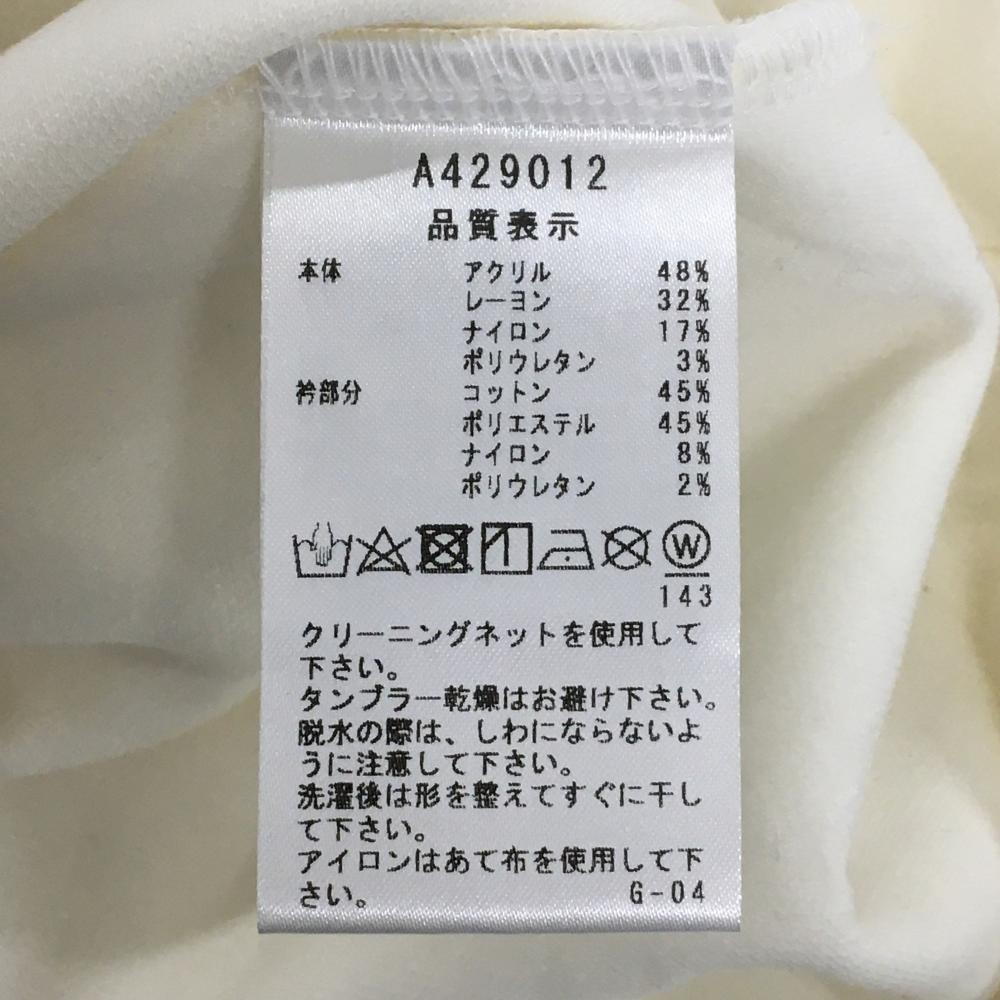 A429012
品質表示
本体 アクリル 48%
レーヨン 32%
ナイロン 17%
ポリウレタン 3%
衿部分 コットン 45%
ポリエステル 45%
ナイロン 8%
ポリウレタン 2%
W
143
クリーニングネットを使用して
下さい。
タンブラー乾燥はお避け下さい。
脱水の際は、しわにならないよ
うに注意して下さい。
洗濯後は形を整えてすぐに干し
て下さい。
アイロンはあて布を使用して下
さい。 G-04